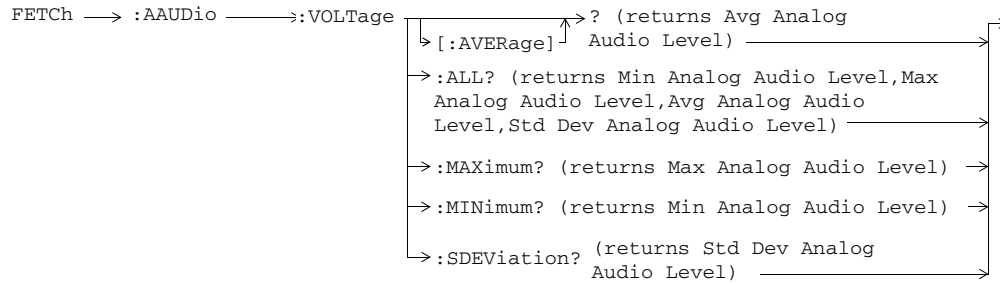 FETCh :AAUDio :VOLTage ? (returns Avg Analog
[:AVERage] Audio Level)
:ALL? (returns Min Analog Audio Level,Max
Analog Audio Level,Avg Analog Audio
Level,Std Dev Analog Audio Level)
:MAXimum? (returns Max Analog Audio Level)
:MINimum? (returns Min Analog Audio Level)
:SDEViation? (returns Std Dev Analog
Audio Level)